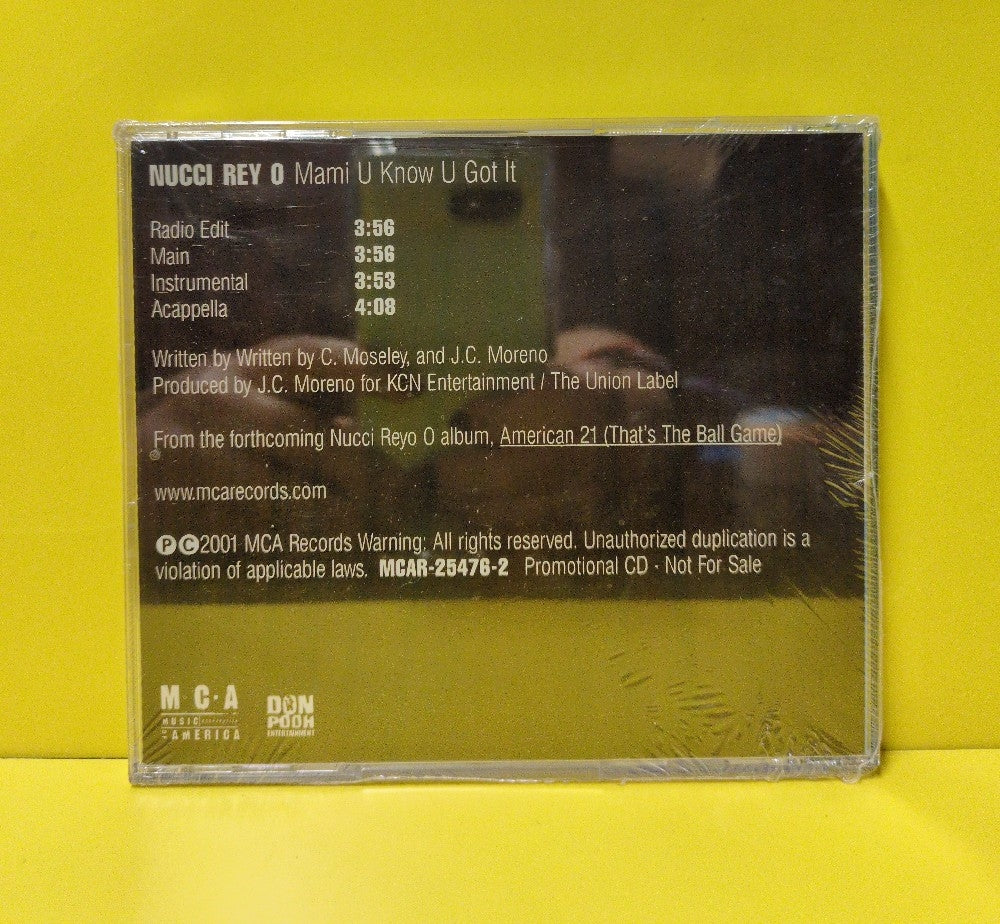 NUCCI REY O Mami U Know U Got It
Radio Edit 3:56
Main 3:56
Instrumental 3:53
Acappella 4:08
Written by Written by C. Moseley, and J.C. Moreno
Produced by J.C. Moreno for KCN Entertainment / The Union Label
From the forthcoming Nucci Reyo O album, American 21 (That's The Ball Game)
www.mcarecords.com
℗©2001 MCA Records Warning: All rights reserved. Unauthorized duplication is a
violation of applicable laws. MCAR-25476-2 Promotional CD · Not For Sale
M·C·A
MUSIC
AMERICA
DON
POOH
ENTERTAINMENT